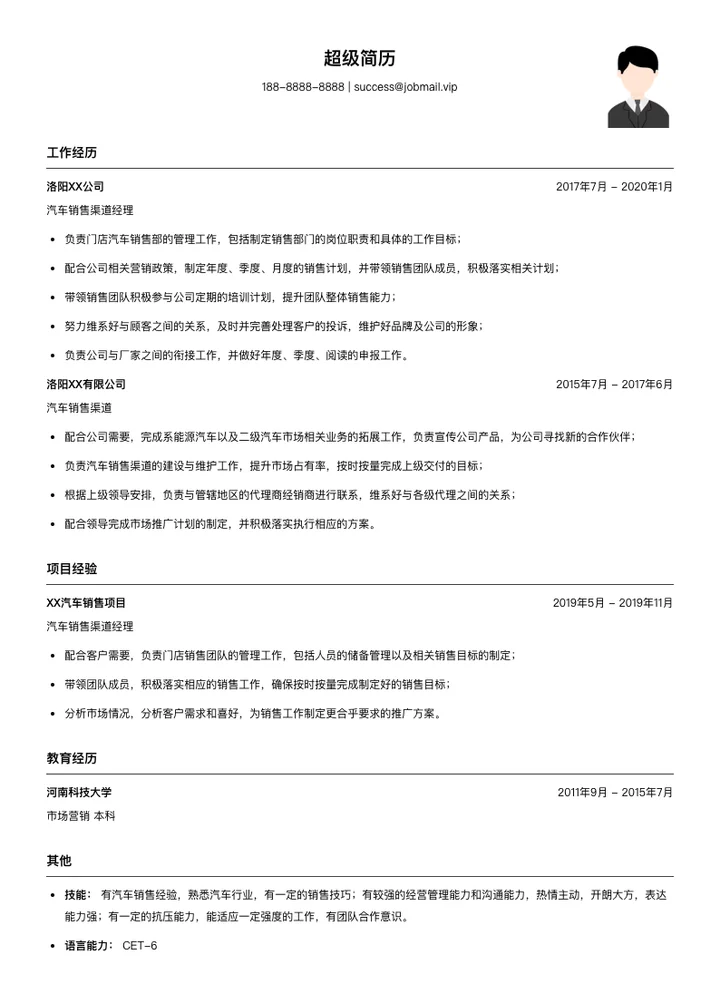 超级简历
188-8888-8888 | success@jobmail.vip
工作经历
洛阳XX公司 2017年7月 - 2020年1月
汽车销售渠道经理
• 负责门店汽车销售部的管理工作，包括制定销售部门的岗位职责和具体的工作目标；
• 配合公司相关营销政策，制定年度、季度、月度的销售计划，并带领销售团队成员，积极落实相关计划；
• 带领销售团队积极参与公司定期的培训计划，提升团队整体销售能力；
• 努力维系好与顾客之间的关系，及时并完善处理客户的投诉，维护好品牌及公司的形象；
• 负责公司与厂家之间的衔接工作，并做好年度、季度、阅读的申报工作。
洛阳XX有限公司 2015年7月 - 2017年6月
汽车销售渠道
• 配合公司需要，完成系能源汽车以及二级汽车市场相关业务的拓展工作，负责宣传公司产品，为公司寻找新的合作伙伴；
• 负责汽车销售渠道的建设与维护工作，提升市场占有率，按时按量完成上级交付的目标；
• 根据上级领导安排，负责与管辖地区的代理商经销商进行联系，维系好与各级代理之间的关系；
• 配合领导完成市场推广计划的制定，并积极落实执行相应的方案。
项目经验
XX汽车销售项目 2019年5月 - 2019年11月
汽车销售渠道经理
• 配合客户需要，负责门店销售团队的管理工作，包括人员的储备管理以及相关销售目标的制定；
• 带领团队成员，积极落实相应的销售工作，确保按时按量完成制定好的销售目标；
• 分析市场情况，分析客户需求和喜好，为销售工作制定更合乎要求的推广方案。
教育经历
河南科技大学 2011年9月 - 2015年7月
市场营销 本科
其他
• 技能： 有汽车销售经验，熟悉汽车行业，有一定的销售技巧；有较强的经营管理能力和沟通能力，热情主动，开朗大方，表达
能力强；有一定的抗压能力，能适应一定强度的工作，有团队合作意识。
• 语言能力： CET-6